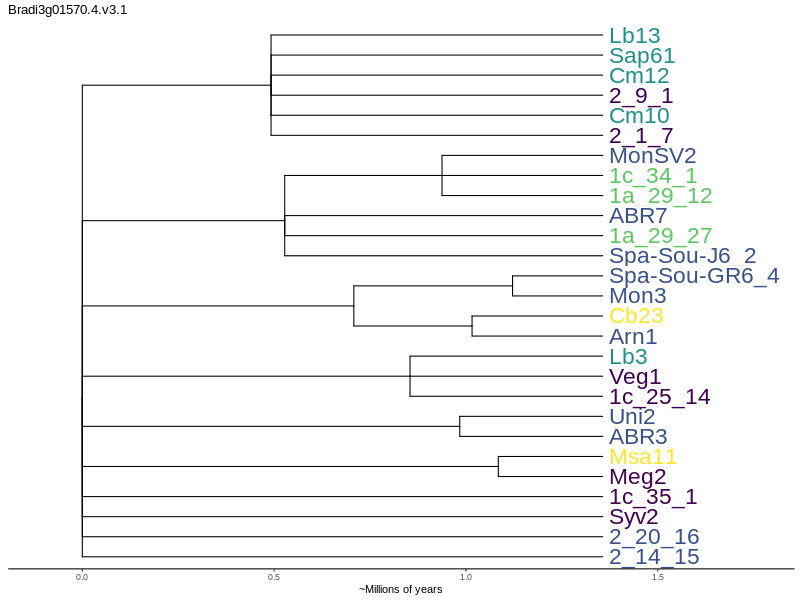 Bradi3g01570.4.v3.1
Lb13
Sap61
Cm12
2_9_1
Cm10
2_1_7
MonSV2
1c_34_1
1a_29_12
ABR7
1a_29_27
Spa-Sou-J6_2
Spa-Sou-GR6_4
Mon3
Cb23
Arn1
Lb3
Veg1
1c_25_14
Uni2
ABR3
Msa11
Meg2
1c_35_1
Syv2
2_20_16
2_14_15
0.0 0.5 1.0 1.5
~Millions of years